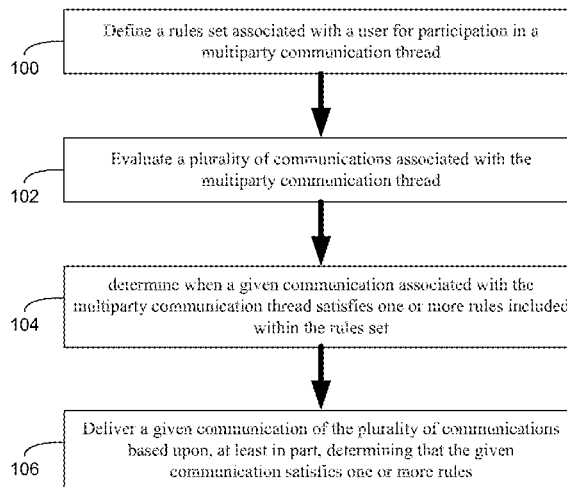 Define a rules set associated with a user for participation in a
multiparty communication thread
100
Evaluate a plurality of communications associated with the
multiparty communication thread
102
determine when a given communication associated with the
multiparty communication thread satisfies one or more rules included
within the rules set
104
Deliver a given communication of the plurality of communications
based upon, at least in part, determining that the given
communication satisfies one or more rules
106